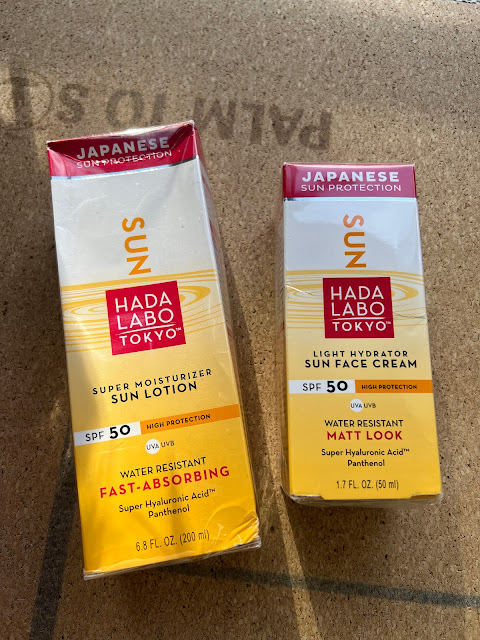 PALM TO S
JAPANESE
SUN PROTECTION
SUN
HADA
LABO
TOKYO™
SUPER MOISTURIZER
SUN LOTION
SPF 50 HIGH PROTECTION
UVA UVB
WATER RESISTANT
FAST-ABSORBING
Super Hyaluronic Acid™
Panthenol
6.8 FL. OZ. (200 ml)
JAPANESE
SUN PROTECTION
SUN
HADA
LABO
TOKYO™
LIGHT HYDRATOR
SUN FACE CREAM
SPF 50 HIGH PROTECTION
UVA UVB
WATER RESISTANT
MATT LOOK
Super Hyaluronic Acid™
Panthenol
1.7 FL. OZ. (50 ml)